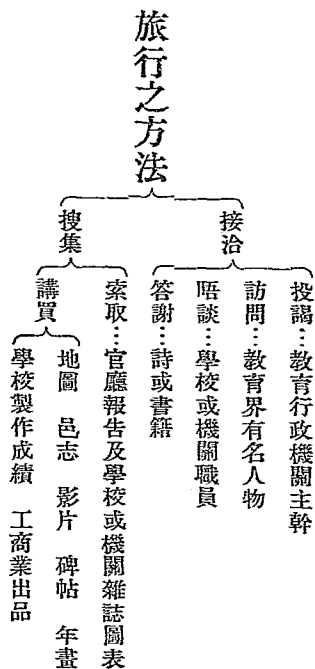 旅行之方法
接洽
投謁…教育行政機關主幹
訪問…教育界有名人物
晤談…學校或機關職員
答謝…詩或書籍
搜集
索取…官廳報告及學校或機關雜誌圖表
購買
地圖 邑志 影片 碑帖 年畫
學校製作成績 工商業出品